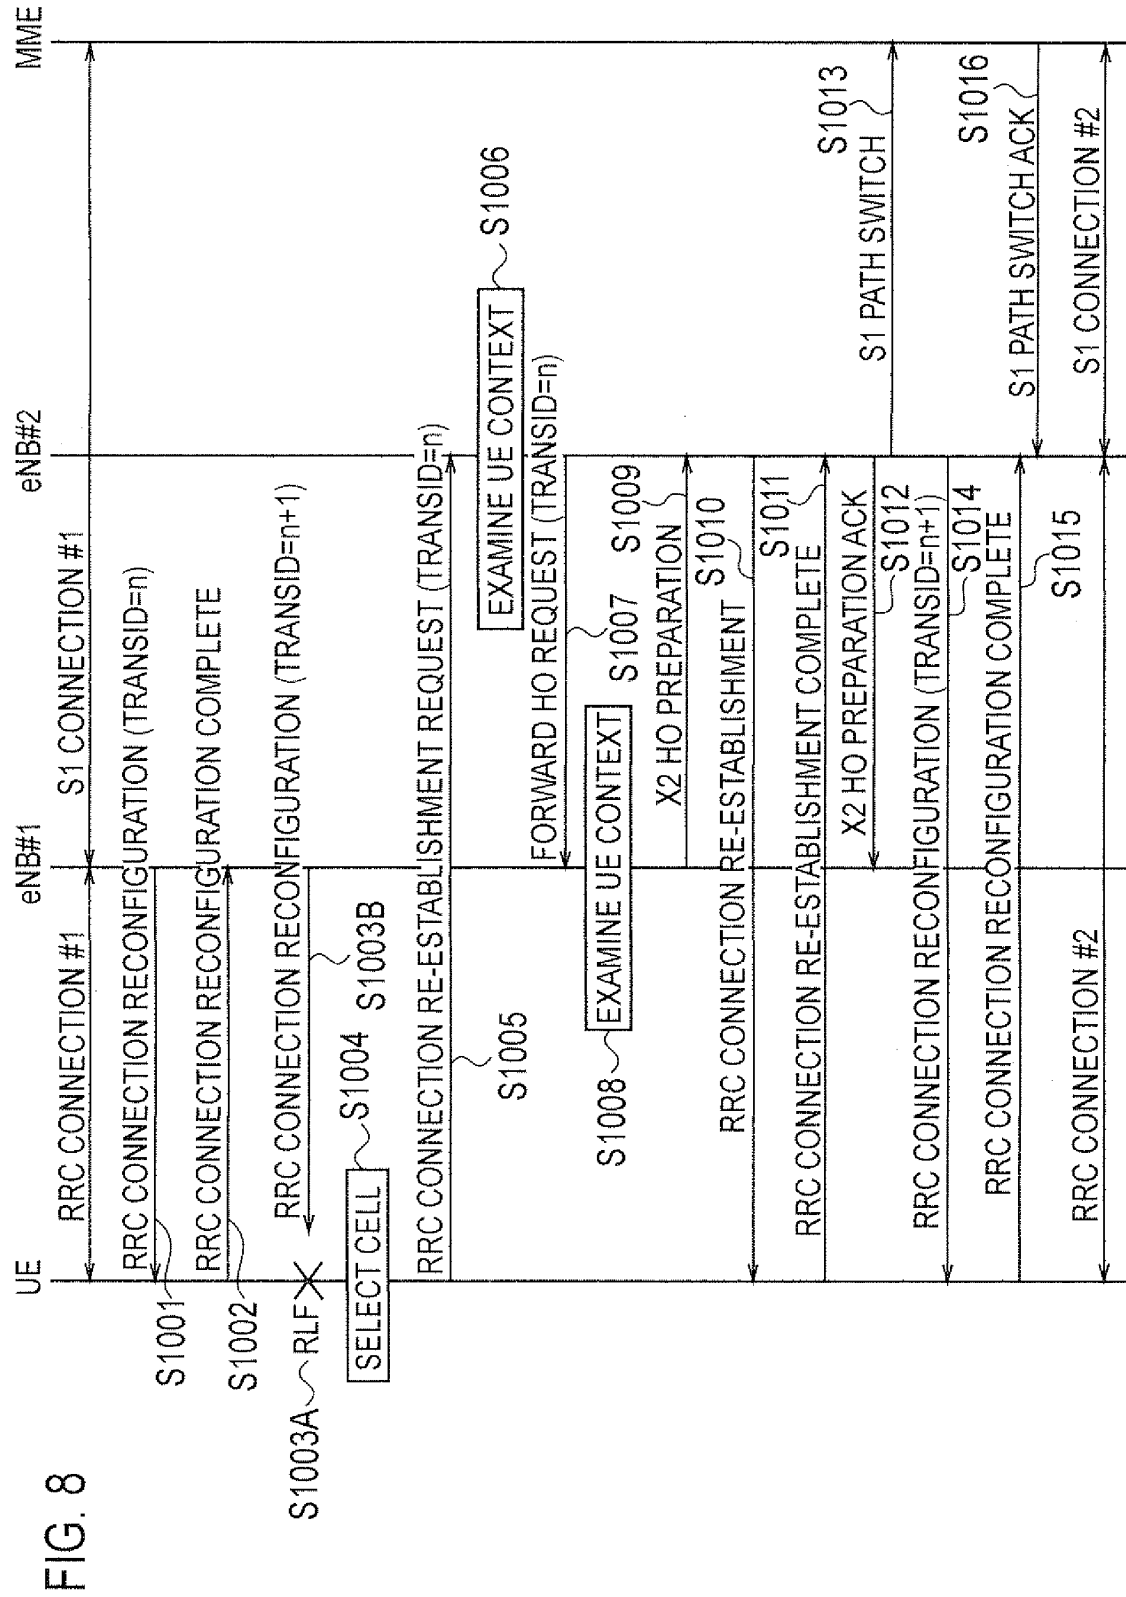 FIG. 8
UE
eNB#1
eNB#2
MME
RRC CONNECTION #1
S1 CONNECTION #1
RRC CONNECTION RECONFIGURATION (TRANSID=n)
S1001
RRC CONNECTION RECONFIGURATION COMPLETE
S1002
RRC CONNECTION RECONFIGURATION (TRANSID=n+1)
S1003A
RLF
S1003B
SELECT CELL
S1004
RRC CONNECTION RE-ESTABLISHMENT REQUEST (TRANSID=n)
S1005
EXAMINE UE CONTEXT
S1006
FORWARD HO REQUEST (TRANSID=n)
S1007
EXAMINE UE CONTEXT
S1008
X2 HO PREPARATION
S1009
RRC CONNECTION RE-ESTABLISHMENT
S1010
RRC CONNECTION RE-ESTABLISHMENT COMPLETE
S1011
X2 HO PREPARATION ACK
S1012
S1 PATH SWITCH
S1013
RRC CONNECTION RECONFIGURATION (TRANSID=n+1)
S1014
RRC CONNECTION RECONFIGURATION COMPLETE
S1015
S1 PATH SWITCH ACK
S1016
RRC CONNECTION #2
S1 CONNECTION #2